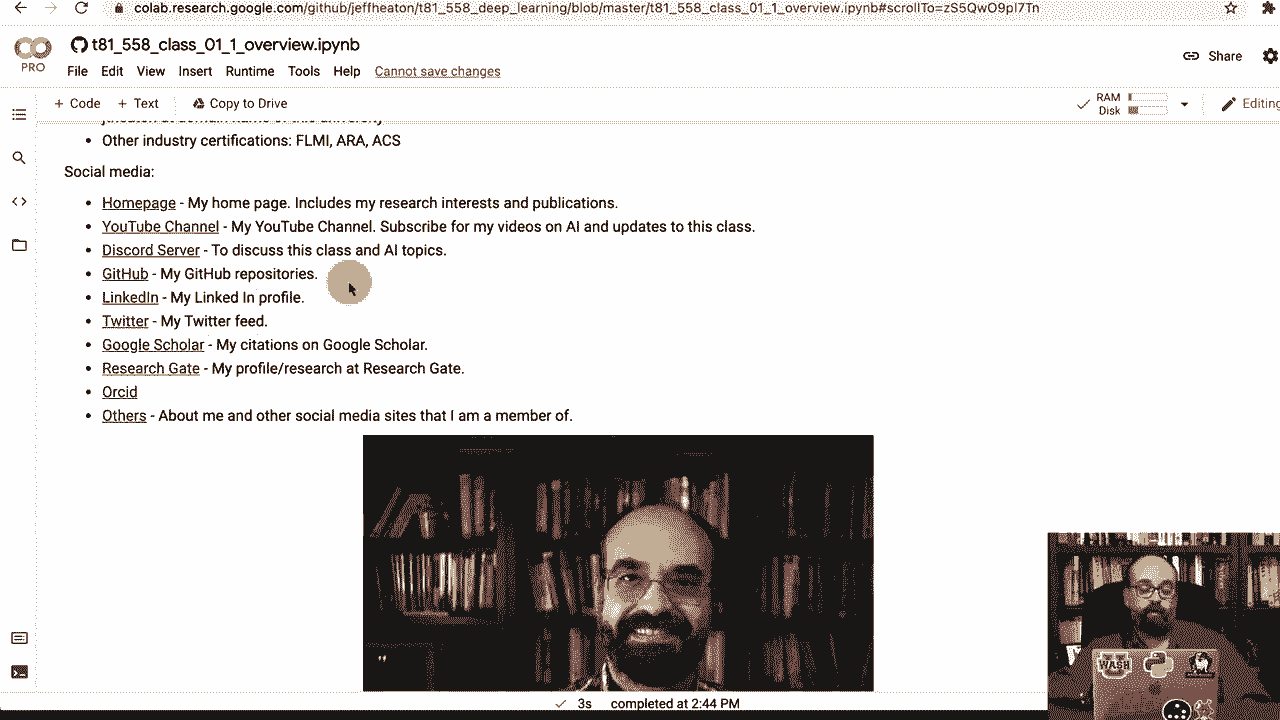 colab.research.google.com/github/jeffheaton/t81_558_deep_learning/blob/master/t81_558_class_01_1_overview.ipynb#scrollTo=zS5QwO9pI7Tn
PRO
t81_558_class_01_1_overview.ipynb
File Edit View Insert Runtime Tools Help Cannot save changes
Share
+ Code + Text Copy to Drive
RAM
Disk
Editing
• Other industry certifications: FLMI, ARA, ACS
Social media:
• Homepage - My home page. Includes my research interests and publications.
• YouTube Channel - My YouTube Channel. Subscribe for my videos on AI and updates to this class.
• Discord Server - To discuss this class and AI topics.
• GitHub - My GitHub repositories.
• LinkedIn - My Linked In profile.
• Twitter - My Twitter feed.
• Google Scholar - My citations on Google Scholar.
• Research Gate - My profile/research at Research Gate.
• Orcid
• Others - About me and other social media sites that I am a member of.
WASH
3s completed at 2:44 PM